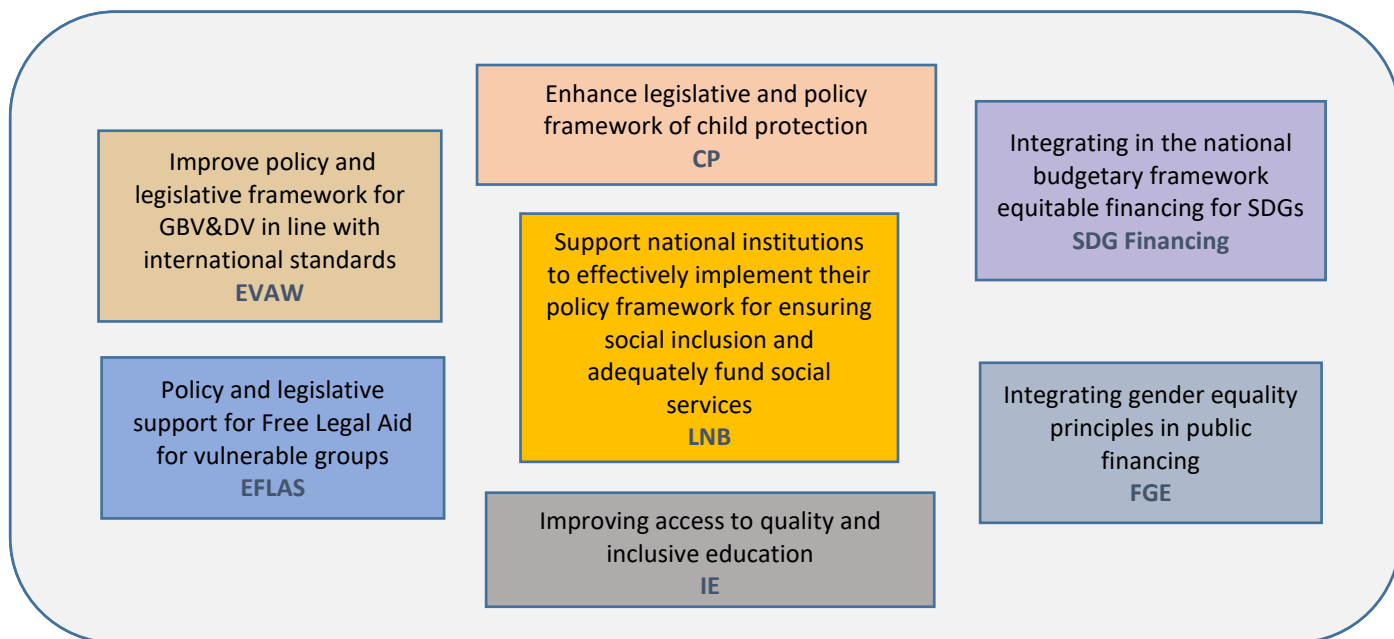 Enhance legislative and policy
framework of child protection
CP
Improve policy and
legislative framework for
GBV&DV in line with
international standards
EVAW
Integrating in the national
budgetary framework
equitable financing for SDGs
SDG Financing
Support national institutions
to effectively implement their
policy framework for ensuring
social inclusion and
adequately fund social
services
LNB
Policy and legislative
support for Free Legal Aid
for vulnerable groups
EFLAS
Integrating gender equality
principles in public
financing
FGE
Improving access to quality and
inclusive education
IE